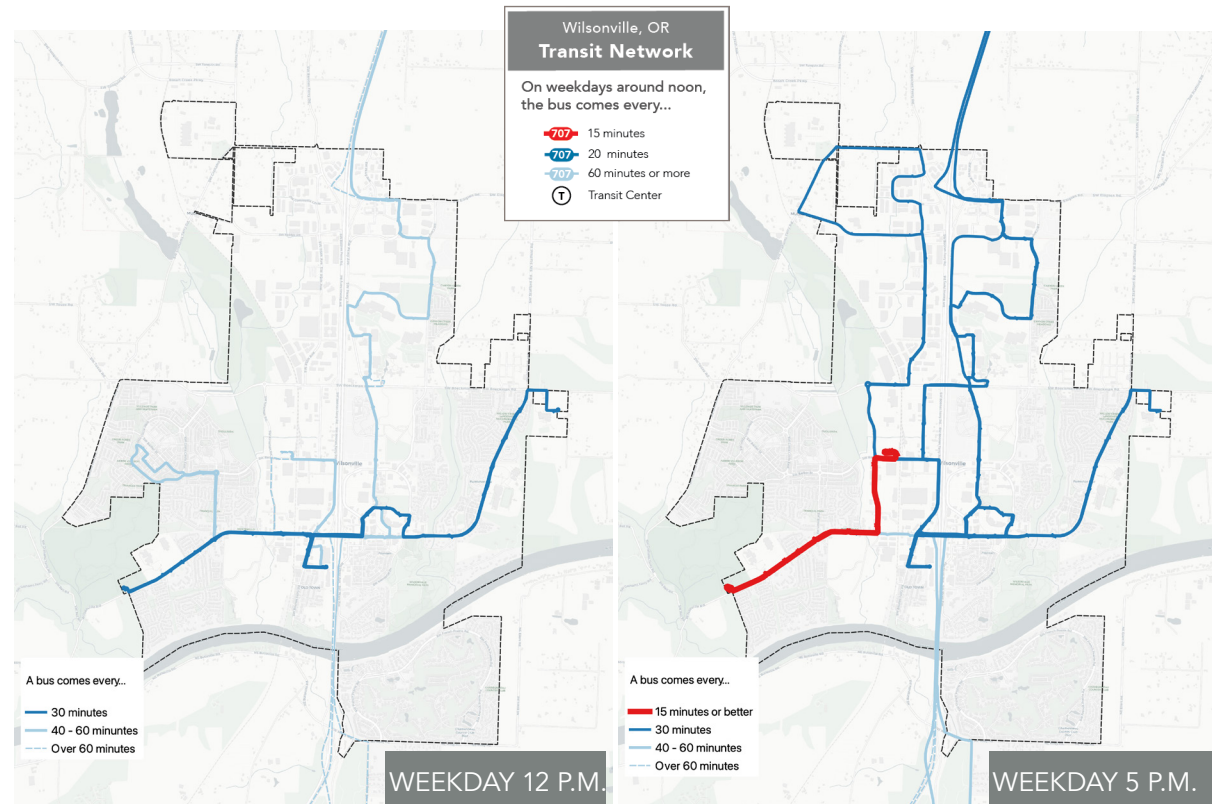 Wilsonville, OR
Transit Network
On weekdays around noon,
the bus comes every...
707 15 minutes
707 20 minutes
707 60 minutes or more
T Transit Center
A bus comes every...
30 minutes
40 - 60 minuntes
Over 60 minutes
WEEKDAY 12 P.M.
A bus comes every...
15 minutes or better
30 minutes
40 - 60 minuntes
Over 60 minutes
WEEKDAY 5 P.M.